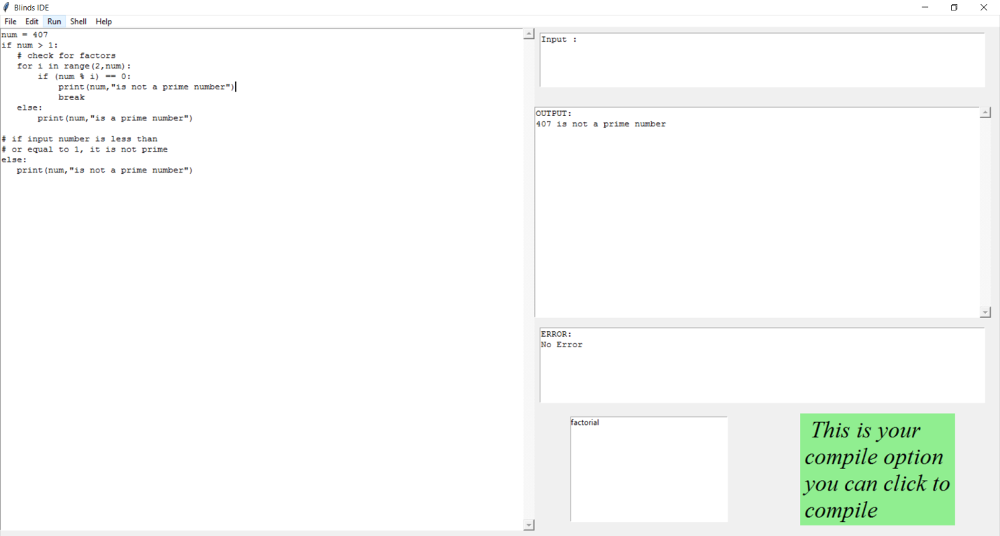 Blinds IDE
File Edit Run Shell Help
num = 407
if num > 1:
   # check for factors
   for i in range(2,num):
       if (num % i) == 0:
           print(num,"is not a prime number")
           break
   else:
       print(num,"is a prime number")

# if input number is less than
# or equal to 1, it is not prime
else:
   print(num,"is not a prime number")
Input :
OUTPUT:
407 is not a prime number
ERROR:
No Error
factorial
This is your
compile option
you can click to
compile